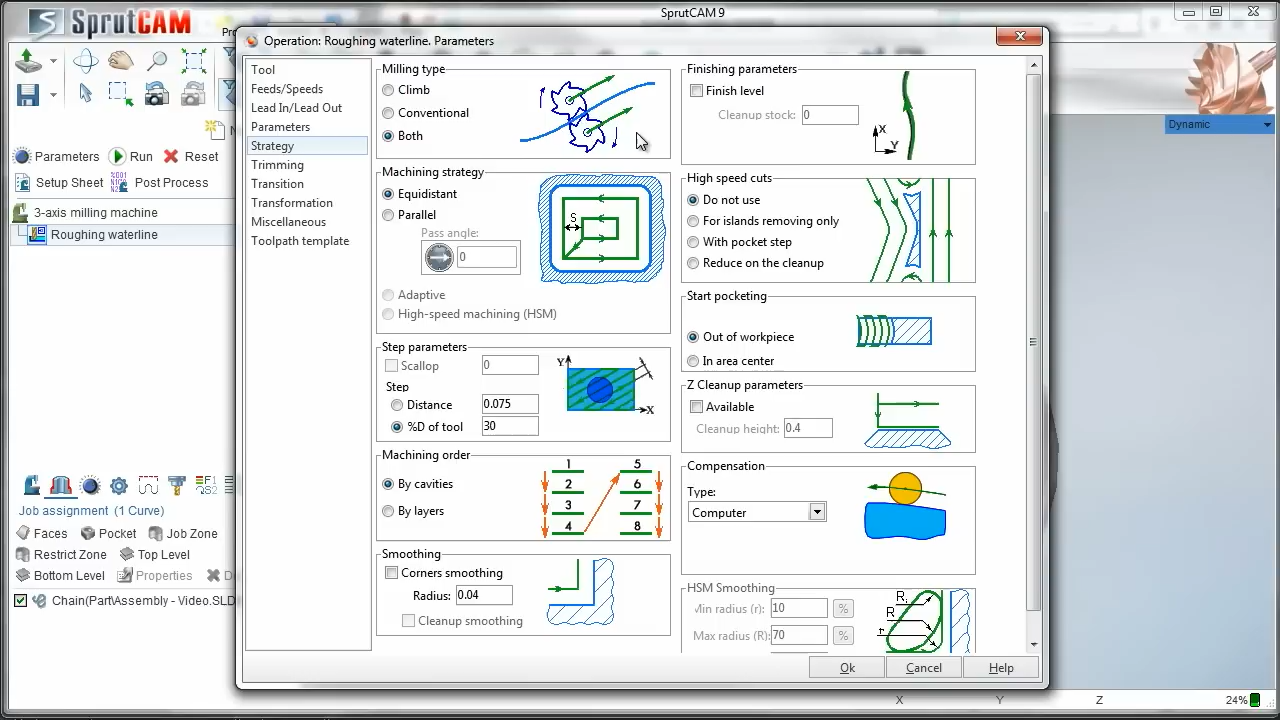 SprutCAM 9
SprutCAM
Operation: Roughing waterline. Parameters
Tool
Feeds/Speeds
Lead In/Lead Out
Parameters
Strategy
Trimming
Transition
Transformation
Miscellaneous
Toolpath template
Milling type
Climb
Conventional
Both
Machining strategy
Equidistant
Parallel
Pass angle:
0
Adaptive
High-speed machining (HSM)
S
Step parameters
Scallop
0
Step
Distance
0.075
%D of tool
30
Y
X
Machining order
By cavities
By layers
1 5
2 6
3 7
4 8
Smoothing
Corners smoothing
Radius: 0.04
Cleanup smoothing
Finishing parameters
Finish level
Cleanup stock: 0
X
Y
High speed cuts
Do not use
For islands removing only
With pocket step
Reduce on the cleanup
Start pocketing
Out of workpiece
In area center
Z Cleanup parameters
Available
Cleanup height: 0.4
Compensation
Type:
Computer
HSM Smoothing
Min radius (r): 10 %
Max radius (R): 70 %
R
R
r
Ok
Cancel
Help
Dynamic
Parameters Run Reset
Setup Sheet Post Process
3-axis milling machine
Roughing waterline
Job assignment (1 Curve)
Faces Pocket Job Zone
Restrict Zone Top Level
Bottom Level Properties
Chain(Part\Assembly - Video.SLD
X Y Z 24%